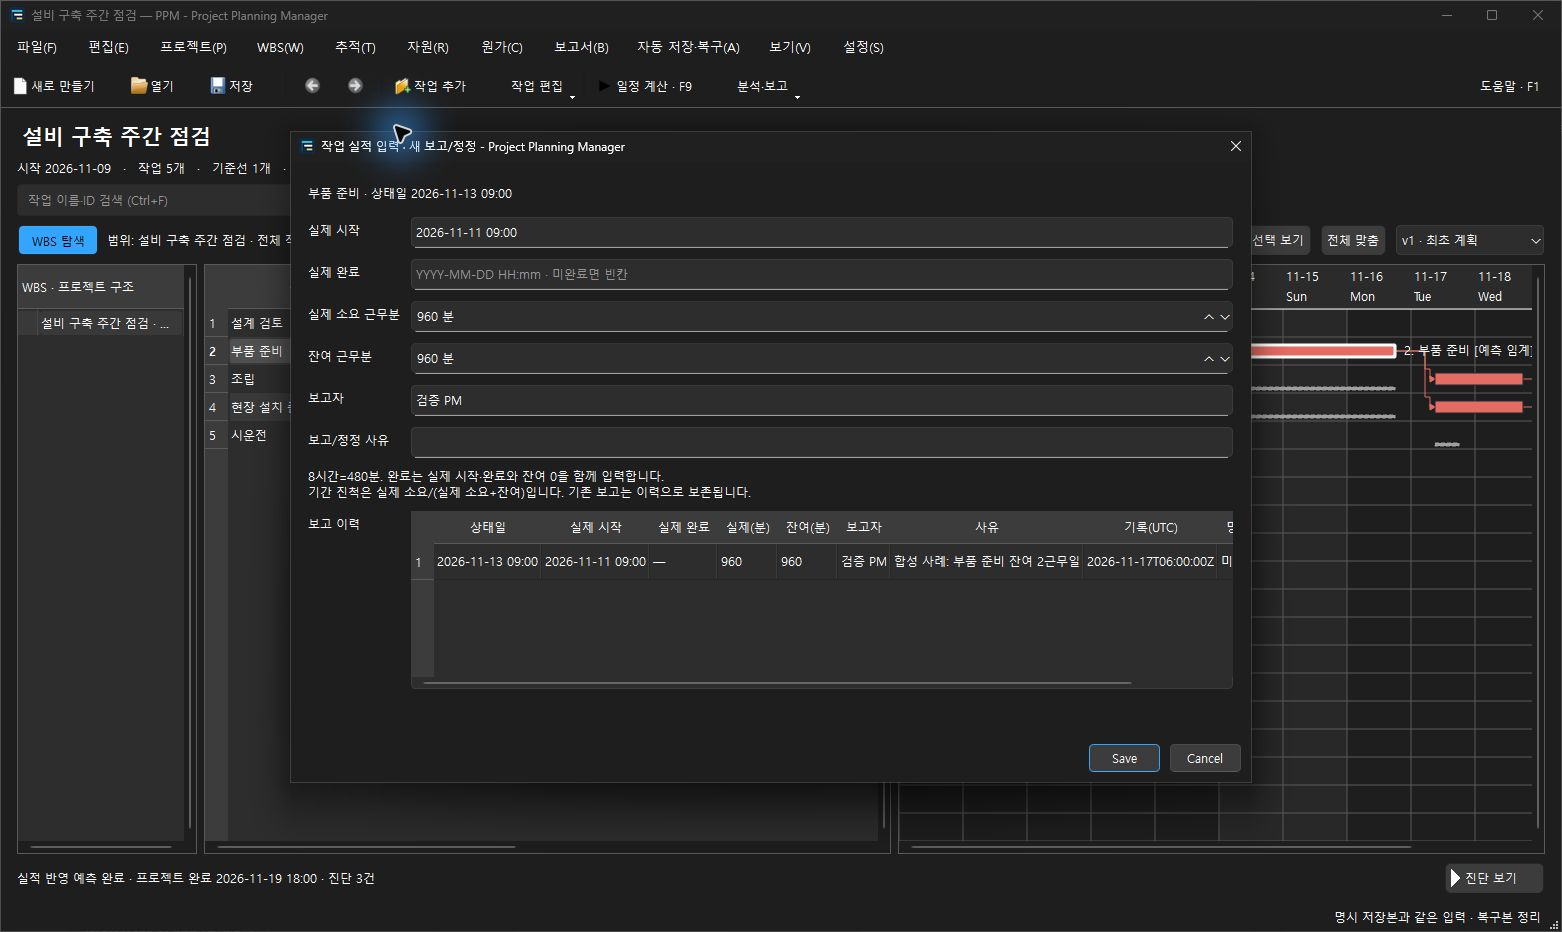 설비 구축 주간 점검 — PPM - Project Planning Manager
파일(F) 편집(E) 프로젝트(P) WBS(W) 추적(T) 자원(R) 원가(C) 보고서(B) 자동 저장·복구(A) 보기(V) 설정(S)
새로 만들기 열기 저장 작업 추가 작업 편집 일정 계산 · F9 분석·보고 도움말 · F1
설비 구축 주간 점검
시작 2026-11-09 · 작업 5개 · 기준선 1개 ·
작업 이름·ID 검색 (Ctrl+F)
WBS 탐색 범위: 설비 구축 주간 점검 · 전체 선택 보기 전체 맞춤 v1 · 최초 계획
WBS · 프로젝트 구조
설비 구축 주간 점검 · ...
1 설계 검토
2 부품 준비
3 조립
4 현장 설치
5 시운전
11-15 11-16 11-17 11-18
Sun Mon Tue Wed
2. 부품 준비 [예측 임계]
작업 실적 입력 · 새 보고/정정 - Project Planning Manager
부품 준비 · 상태일 2026-11-13 09:00
실제 시작 2026-11-11 09:00
실제 완료 YYYY-MM-DD HH:mm · 미완료면 빈칸
실제 소요 근무분 960 분
잔여 근무분 960 분
보고자 검증 PM
보고/정정 사유
8시간=480분. 완료는 실제 시작·완료와 잔여 0을 함께 입력합니다.
기간 진척은 실제 소요/(실제 소요+잔여)입니다. 기존 보고는 이력으로 보존됩니다.
보고 이력
상태일 실제 시작 실제 완료 실제(분) 잔여(분) 보고자 사유 기록(UTC)
1 2026-11-13 09:00 2026-11-11 09:00 — 960 960 검증 PM 합성 사례: 부품 준비 잔여 2근무일 2026-11-17T06:00:00Z 미
Save Cancel
실적 반영 예측 완료 · 프로젝트 완료 2026-11-19 18:00 · 진단 3건
진단 보기
명시 저장본과 같은 입력 · 복구본 정리